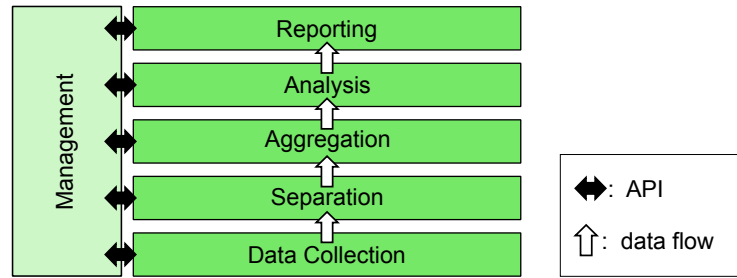 Management
Reporting
Analysis
Aggregation
Separation
Data Collection
: API
: data flow